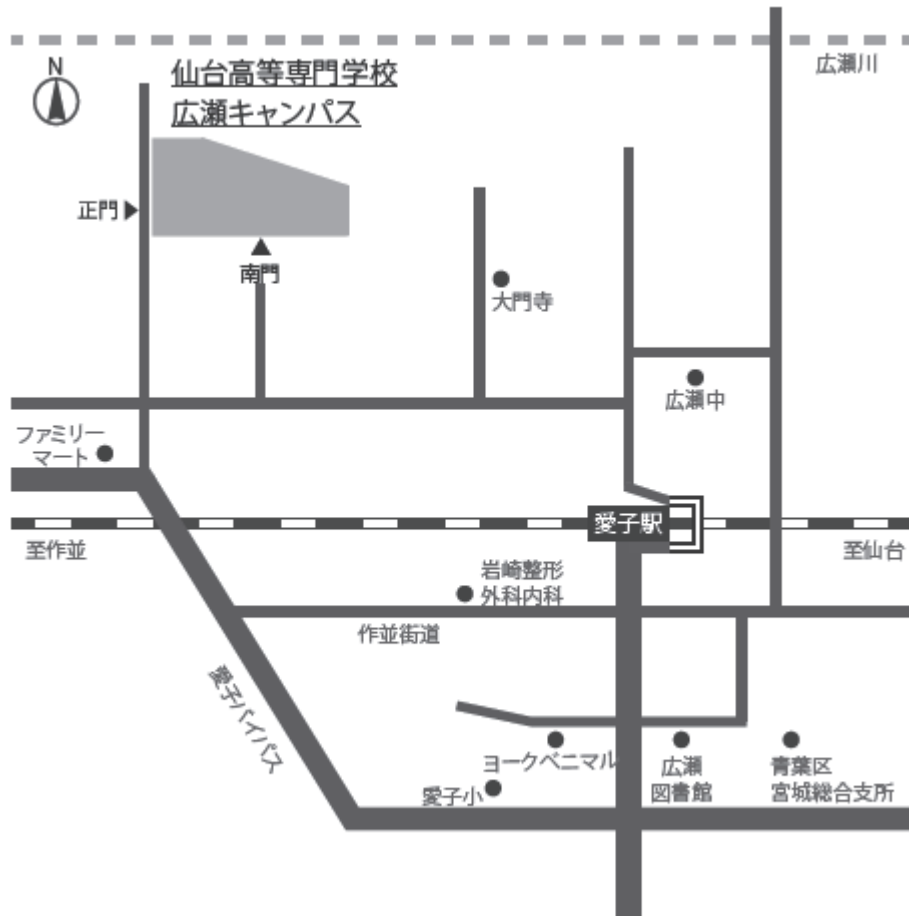 広瀬川
N
仙台高等専門学校
広瀬キャンパス
正門
南門
大門寺
広瀬中
ファミリー
マート
愛子駅
至作並
至仙台
岩崎整形
外科内科
作並街道
愛子バイパス
ヨークベニマル
広瀬
図書館
青葉区
宮城総合支所
愛子小